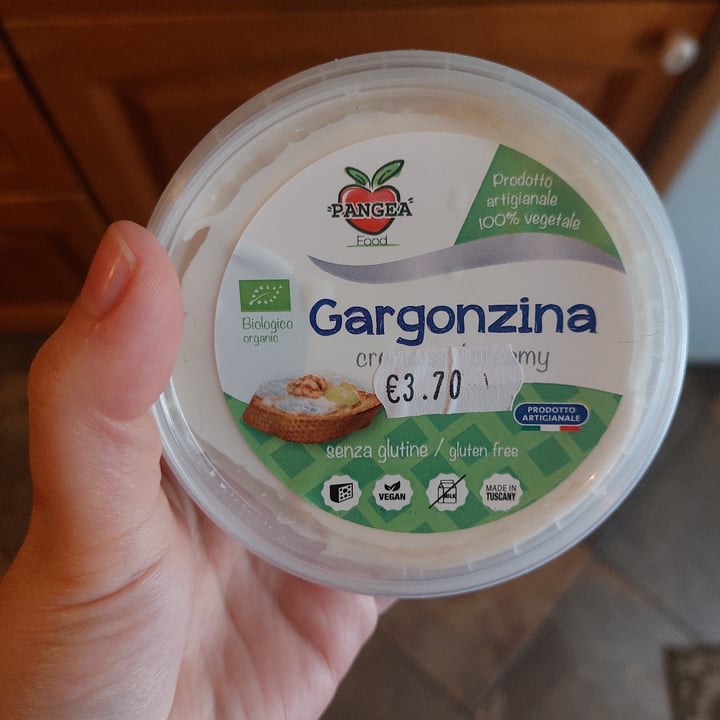 PANGEA
Food
Prodotto
artigianale
100% vegetale
Biologico
organic
Gargonzina
€3.70
PRODOTTO
ARTIGIANALE
senza glutine / gluten free
VEGAN
MILK
MADE IN
TUSCANY